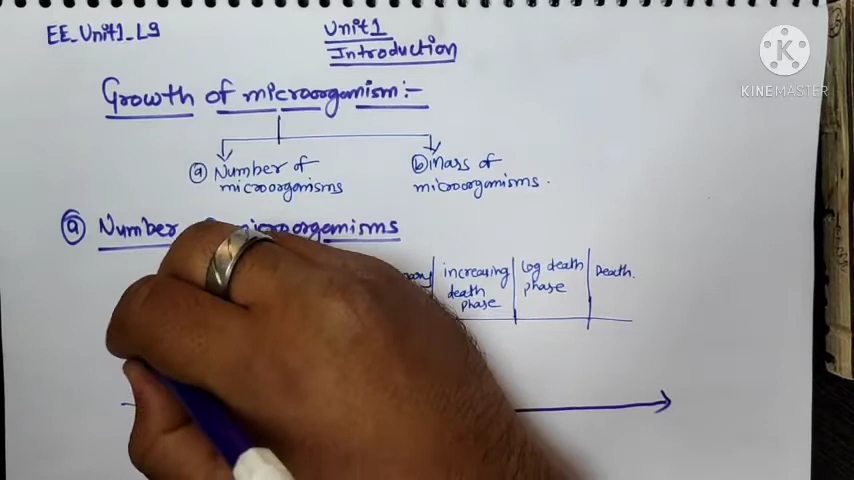 EE_Unit1_L9
Unit1
Introduction
K
KINEMASTER
Growth of microorganism:-
(a) Number of
microorganisms
(b) Mass of
microorganisms.
(a) Number microorganisms
increasing
death
phase
log death
phase
Death.